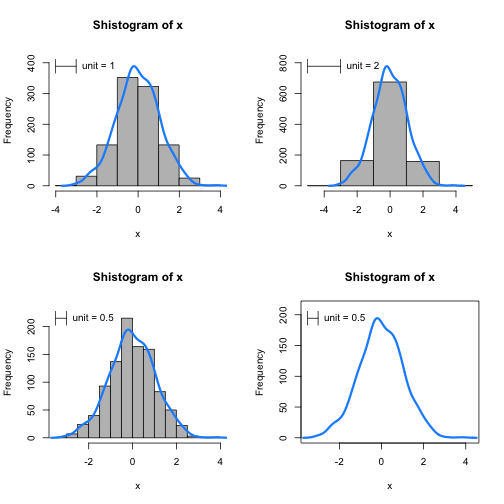 Shistogram of x
unit = 1
Frequency
0 100 200 300 400
-4 -2 0 2 4
x
Shistogram of x
unit = 2
Frequency
0 200 400 600 800
-4 -2 0 2 4
x
Shistogram of x
unit = 0.5
Frequency
0 50 100 150 200
-2 0 2 4
x
Shistogram of x
unit = 0.5
Frequency
0 50 100 150 200
-2 0 2 4
x